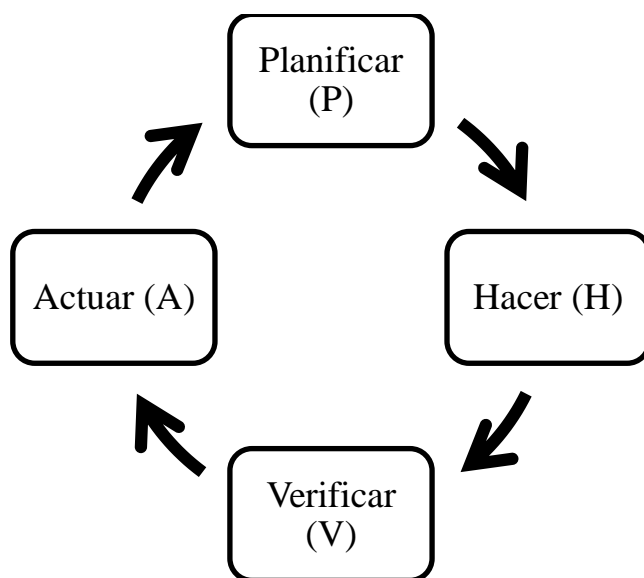 Planificar
(P)
Hacer (H)
Verificar
(V)
Actuar (A)